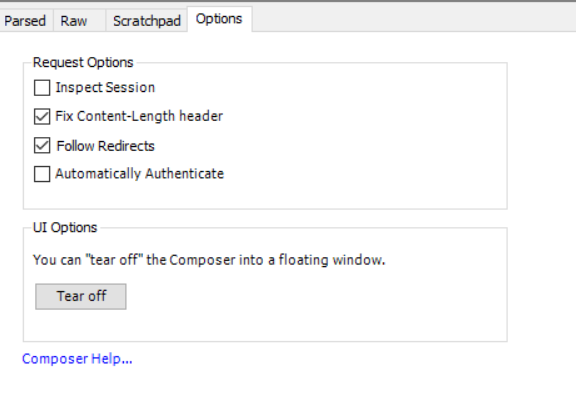 Parsed Raw Scratchpad Options
Request Options
Inspect Session
Fix Content-Length header
Follow Redirects
Automatically Authenticate
UI Options
You can "tear off" the Composer into a floating window.
Tear off
Composer Help...